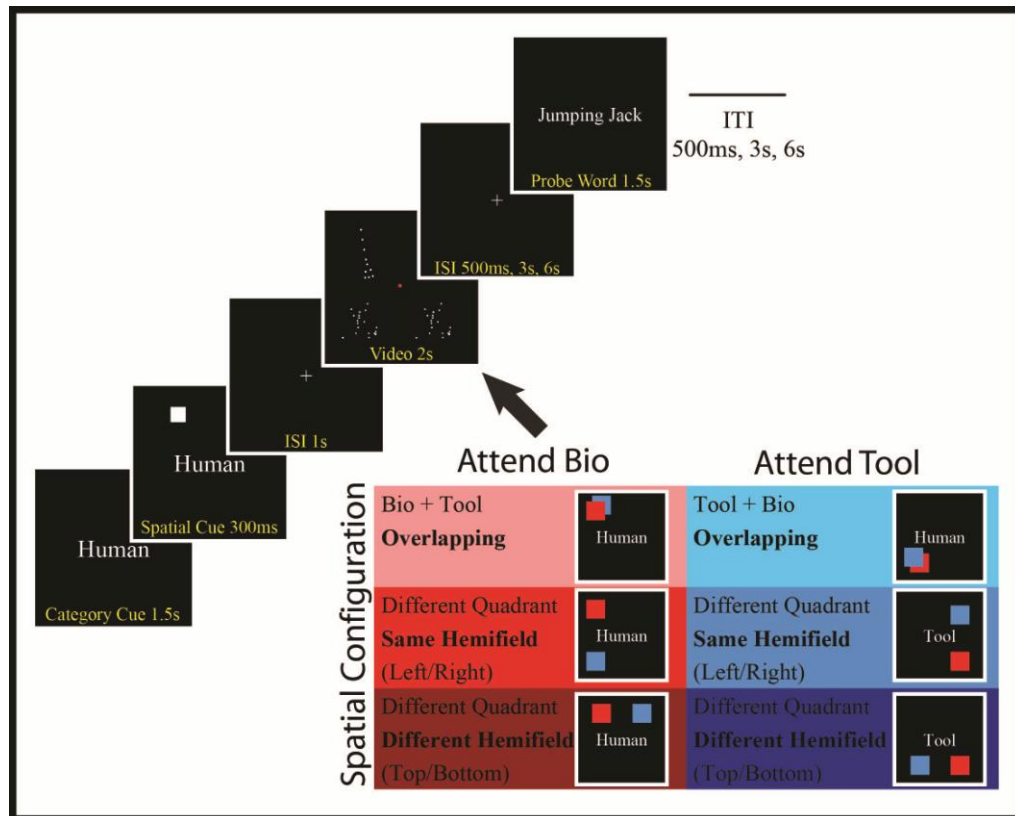 Jumping Jack
Probe Word 1.5s
ITI
500ms, 3s, 6s
ISI 500ms, 3s, 6s
Video 2s
ISI 1s
Human
Spatial Cue 300ms
Human
Category Cue 1.5s
Attend Bio
Attend Tool
Spatial Configuration
Bio + Tool
Overlapping
Human
Tool + Bio
Overlapping
Human
Different Quadrant
Same Hemifield
(Left/Right)
Human
Different Quadrant
Same Hemifield
(Left/Right)
Tool
Different Quadrant
Different Hemifield
(Top/Bottom)
Human
Different Quadrant
Different Hemifield
(Top/Bottom)
Tool